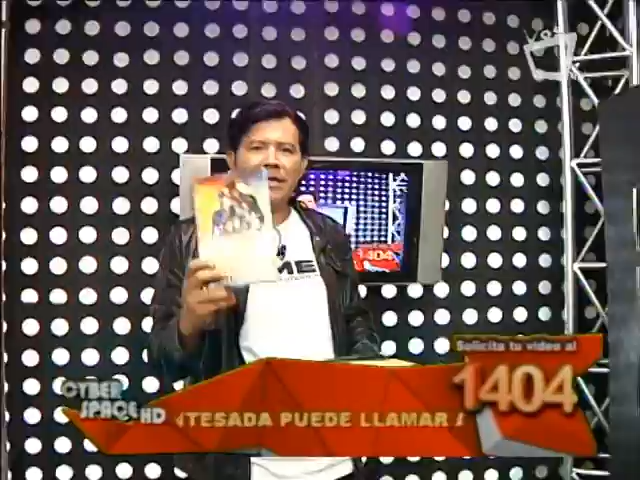 ME
1404
Solicita tu video al
1404
CYBER
SPACE HD
NTESADA PUEDE LLAMAR A